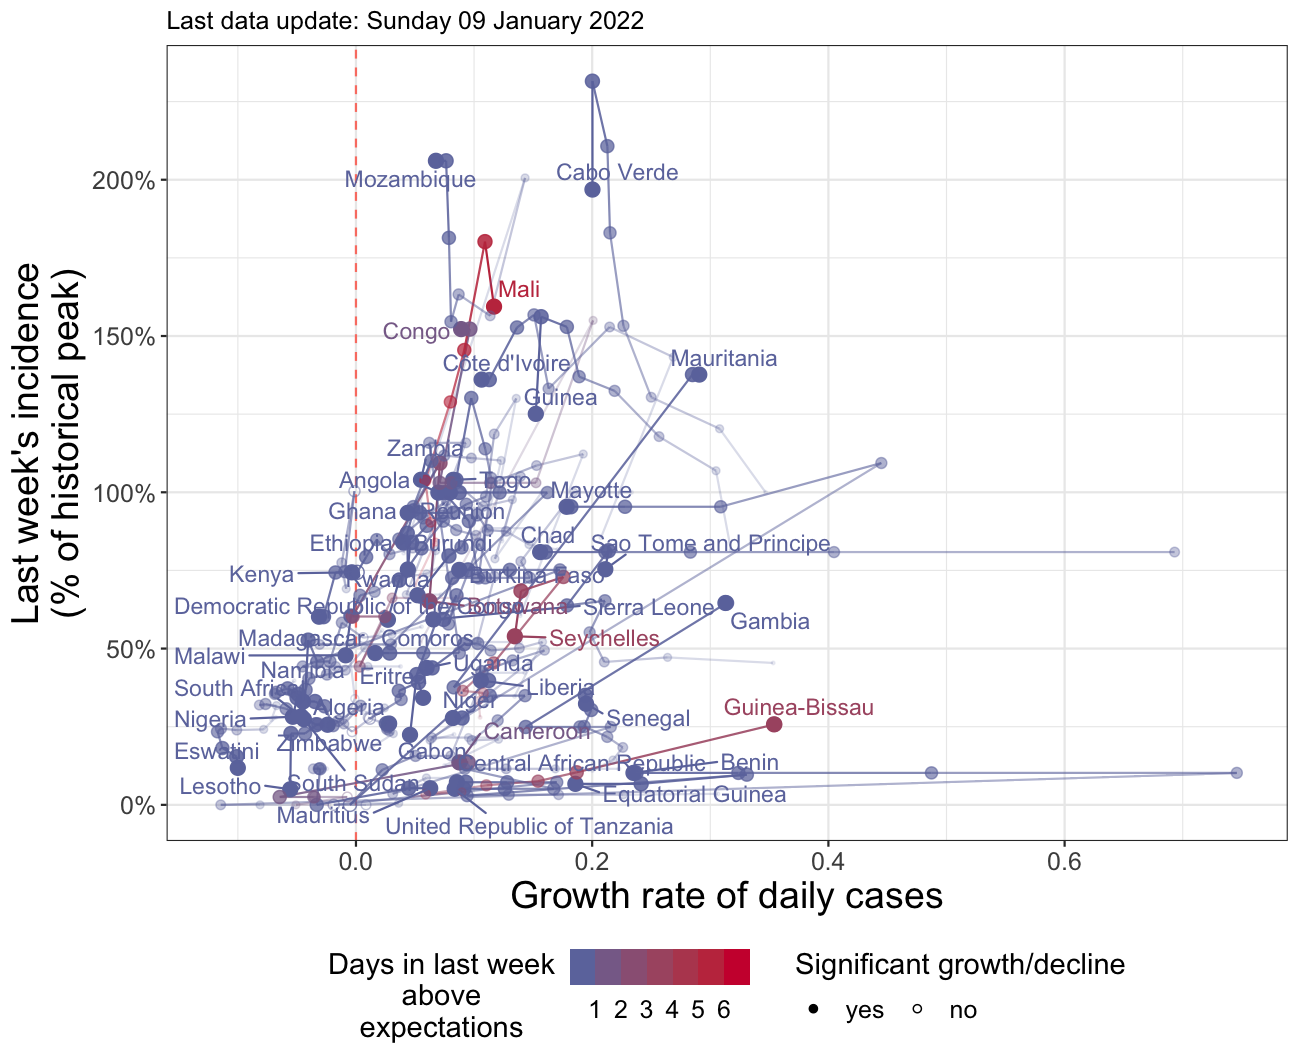 Last data update: Sunday 09 January 2022
Last week's incidence
(% of historical peak)
200%
150%
100%
50%
0%
Mozambique
Cabo Verde
Mali
Congo
Cote d'Ivoire
Mauritania
Guinea
Zambia
Angola
Togo
Mayotte
Ghana
Reunion
Chad
Ethiopia
Burundi
Sao Tome and Principe
Kenya
Rwanda
Burkina Faso
Democratic Republic of the Congo
Botswana
Sierra Leone
Gambia
Madagascar
Comoros
Seychelles
Malawi
Namibia
Uganda
Eritrea
South Africa
Liberia
Algeria
Niger
Guinea-Bissau
Nigeria
Senegal
Zimbabwe
Cameroon
Eswatini
Gabon
Central African Republic
Benin
Lesotho
South Sudan
Equatorial Guinea
Mauritius
United Republic of Tanzania
0.0
0.2
0.4
0.6
Growth rate of daily cases
Days in last week
above
expectations
1 2 3 4 5 6
Significant growth/decline
yes
no